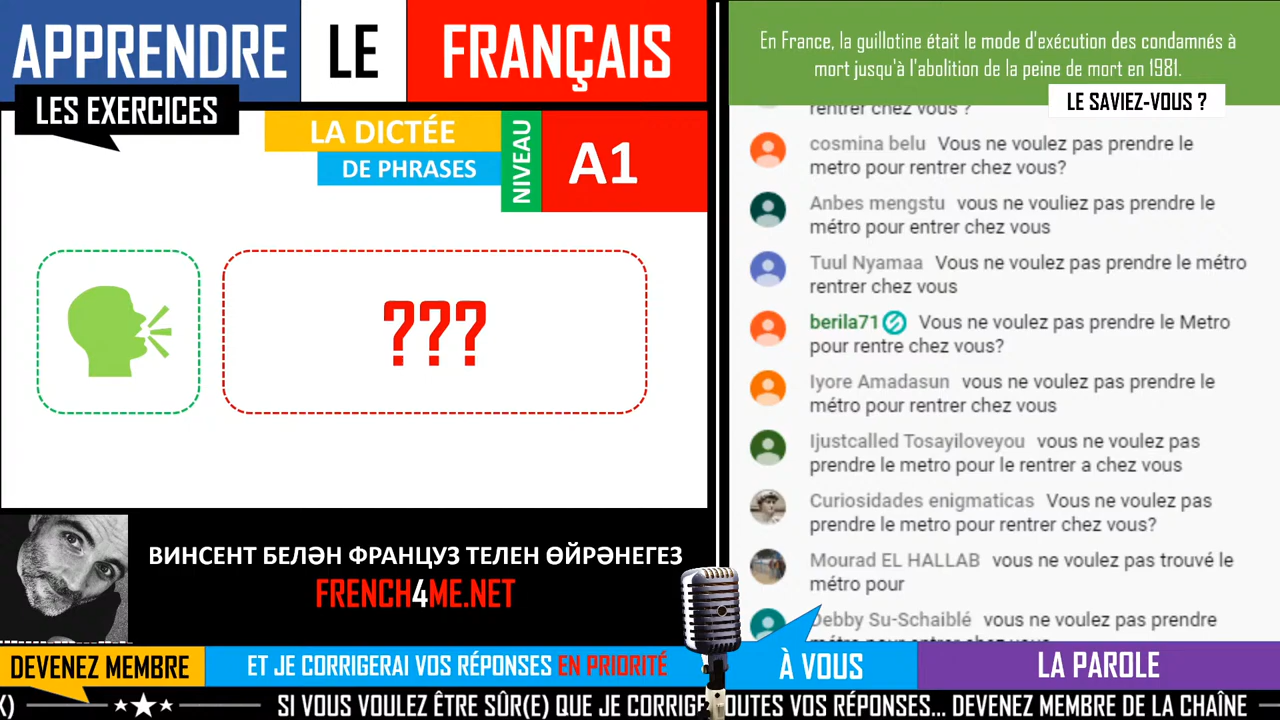 APPRENDRE LE FRANÇAIS
LES EXERCICES
LA DICTÉE
DE PHRASES
NIVEAU
A1
???
ВИНСЕНТ БЕЛӘН ФРАНЦУЗ ТЕЛЕН ӨЙРӘНЕГЕЗ
FRENCH4ME.NET
En France, la guillotine était le mode d'exécution des condamnés à
mort jusqu'à l'abolition de la peine de mort en 1981.
LE SAVIEZ-VOUS ?
rentrer chez vous ?
cosmina belu Vous ne voulez pas prendre le
metro pour rentrer chez vous?
Anbes mengstu vous ne vouliez pas prendre le
métro pour entrer chez vous
Tuul Nyamaa Vous ne voulez pas prendre le métro
rentrer chez vous
berila71 Vous ne voulez pas prendre le Metro
pour rentre chez vous?
Iyore Amadasun vous ne voulez pas prendre le
métro pour rentrer chez vous
Ijustcalled Tosayiloveyou vous ne voulez pas
prendre le metro pour le rentrer a chez vous
Curiosidades enigmaticas Vous ne voulez pas
prendre le metro pour rentrer chez vous?
Mourad EL HALLAB vous ne voulez pas trouvé le
métro pour
Debby Su-Schaiblé vous ne voulez pas prendre
métro pour entrer chez vous
DEVENEZ MEMBRE
ET JE CORRIGERAI VOS RÉPONSES EN PRIORITÉ
À VOUS
LA PAROLE
X) SI VOUS VOULEZ ÊTRE SÛR(E) QUE JE CORRIGE TOUTES VOS RÉPONSES... DEVENEZ MEMBRE DE LA CHAÎNE